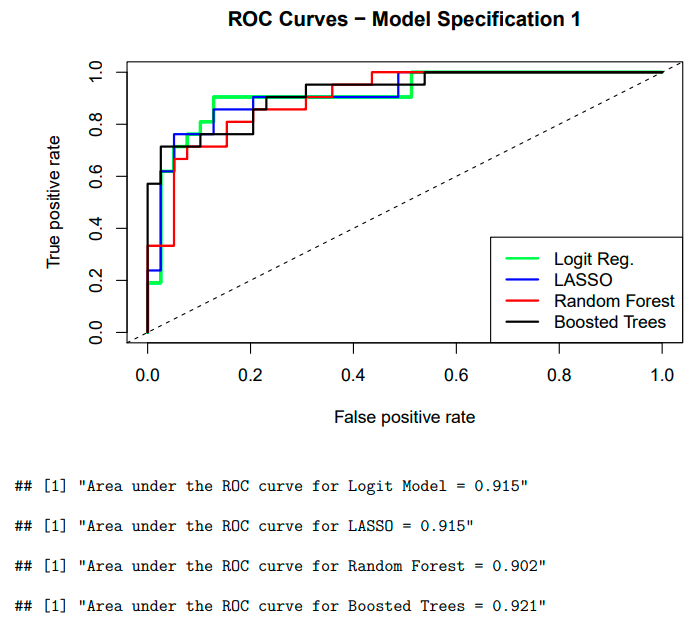 ROC Curves − Model Specification 1
True positive rate
1.0
0.8
0.6
0.4
0.2
0.0
Logit Reg.
LASSO
Random Forest
Boosted Trees
0.0 0.2 0.4 0.6 0.8 1.0
False positive rate
## [1] "Area under the ROC curve for Logit Model = 0.915"
## [1] "Area under the ROC curve for LASSO = 0.915"
## [1] "Area under the ROC curve for Random Forest = 0.902"
## [1] "Area under the ROC curve for Boosted Trees = 0.921"